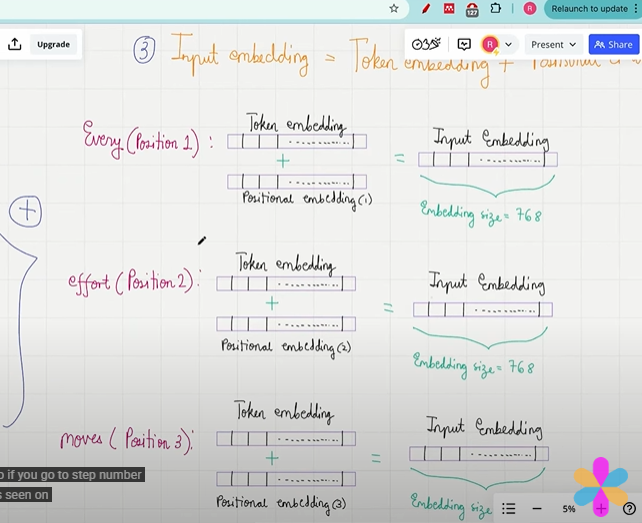 Relaunch to update
127
R
Upgrade
R
Present
Share
3 Input embedding = Token embedding +
Every (Position 1) :
Token embedding
+
Positional embedding (1)
=
Input Embedding
Embedding size = 768
+
effort (Position 2) :
Token embedding
+
Positional embedding (2)
=
Input Embedding
Embedding size = 768
moves (Position 3) :
Token embedding
+
Positional embedding (3)
=
Input Embedding
Embedding size
o if you go to step number
s seen on
5%